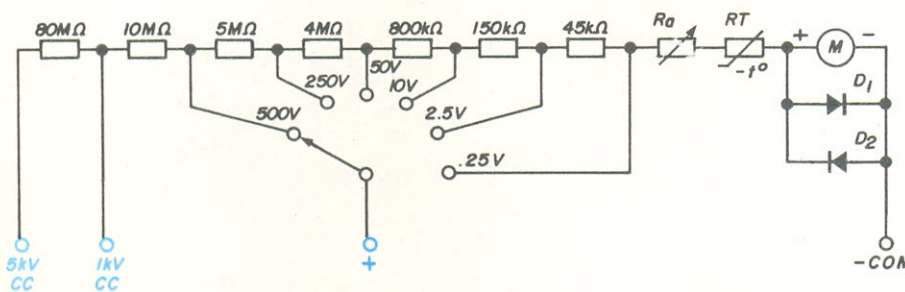 80MΩ 10MΩ 5MΩ 4MΩ 800kΩ 150kΩ 45kΩ Ra RT
+ M -
50V
-t°
250V 10V
D1
500V 2.5V
D2
.25V
5kV CC
1kV CC
+
-COM